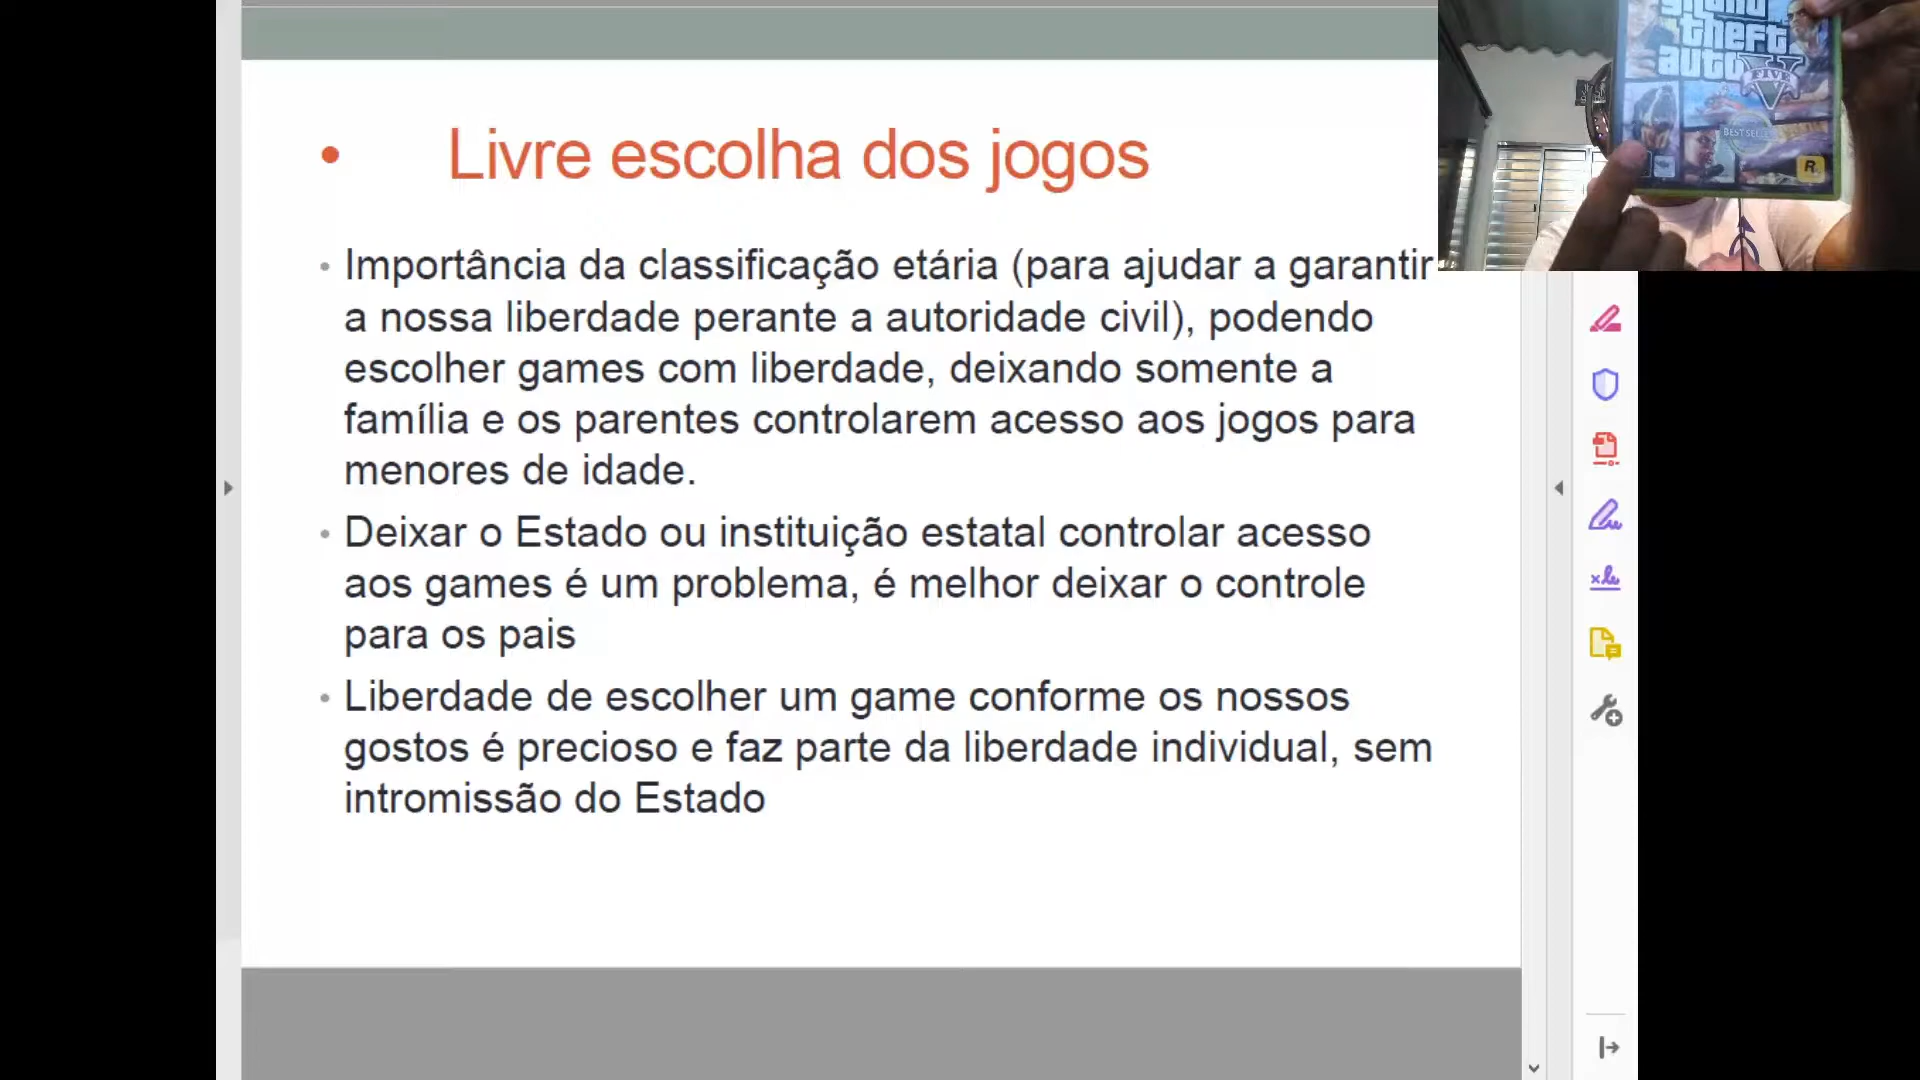 • Livre escolha dos jogos
• Importância da classificação etária (para ajudar a garantir
a nossa liberdade perante a autoridade civil), podendo
escolher games com liberdade, deixando somente a
família e os parentes controlarem acesso aos jogos para
menores de idade.
• Deixar o Estado ou instituição estatal controlar acesso
aos games é um problema, é melhor deixar o controle
para os pais
• Liberdade de escolher um game conforme os nossos
gostos é precioso e faz parte da liberdade individual, sem
intromissão do Estado
grand
theft
auto
V
FIVE
BEST SELLER
R